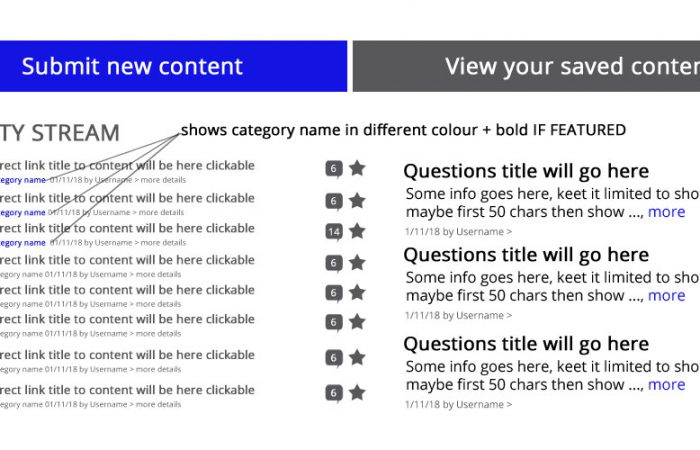 Submit new content
View your saved conten
TY STREAM
shows category name in different colour + bold IF FEATURED
rect link title to content will be here clickable
6
egory name 01/11/18 by Username > more details
rect link title to content will be here clickable
6
egory name 01/11/18 by Username > more details
rect link title to content will be here clickable
14
egory name 01/11/18 by Username > more details
rect link title to content will be here clickable
6
egory name 01/11/18 by Username > more details
rect link title to content will be here clickable
6
egory name 01/11/18 by Username > more details
rect link title to content will be here clickable
6
egory name 01/11/18 by Username > more details
rect link title to content will be here clickable
6
egory name 01/11/18 by Username > more details
rect link title to content will be here clickable
6
egory name 01/11/18 by Username > more details
Questions title will go here
Some info goes here, keet it limited to sho
maybe first 50 chars then show ..., more
1/11/18 by Username >
Questions title will go here
Some info goes here, keet it limited to sho
maybe first 50 chars then show ..., more
1/11/18 by Username >
Questions title will go here
Some info goes here, keet it limited to sho
maybe first 50 chars then show ..., more
1/11/18 by Username >